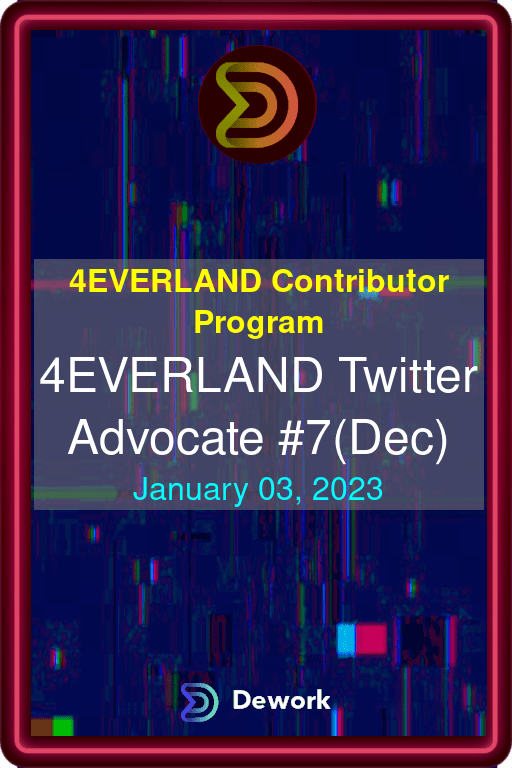 4EVERLAND Contributor
Program
4EVERLAND Twitter
Advocate #7(Dec)
January 03, 2023
Dework